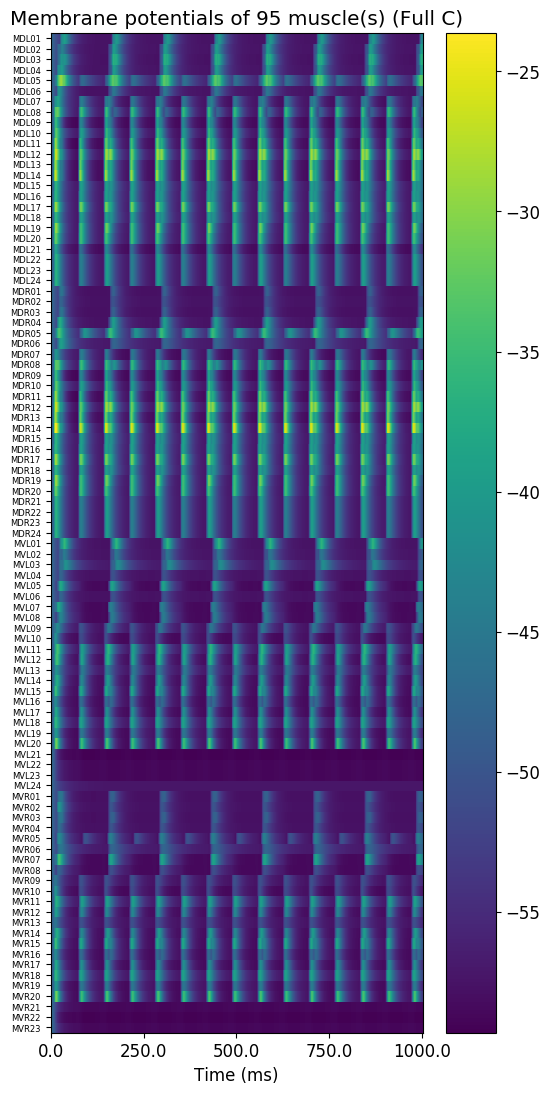 Membrane potentials of 95 muscle(s) (Full C)
MDL01
MDL02
MDL03
MDL04
MDL05
MDL06
MDL07
MDL08
MDL09
MDL10
MDL11
MDL12
MDL13
MDL14
MDL15
MDL16
MDL17
MDL18
MDL19
MDL20
MDL21
MDL22
MDL23
MDL24
MDR01
MDR02
MDR03
MDR04
MDR05
MDR06
MDR07
MDR08
MDR09
MDR10
MDR11
MDR12
MDR13
MDR14
MDR15
MDR16
MDR17
MDR18
MDR19
MDR20
MDR21
MDR22
MDR23
MDR24
MVL01
MVL02
MVL03
MVL04
MVL05
MVL06
MVL07
MVL08
MVL09
MVL10
MVL11
MVL12
MVL13
MVL14
MVL15
MVL16
MVL17
MVL18
MVL19
MVL20
MVL21
MVL22
MVL23
MVL24
MVR01
MVR02
MVR03
MVR04
MVR05
MVR06
MVR07
MVR08
MVR09
MVR10
MVR11
MVR12
MVR13
MVR14
MVR15
MVR16
MVR17
MVR18
MVR19
MVR20
MVR21
MVR22
MVR23
0.0 250.0 500.0 750.0 1000.0
Time (ms)
−25
−30
−35
−40
−45
−50
−55